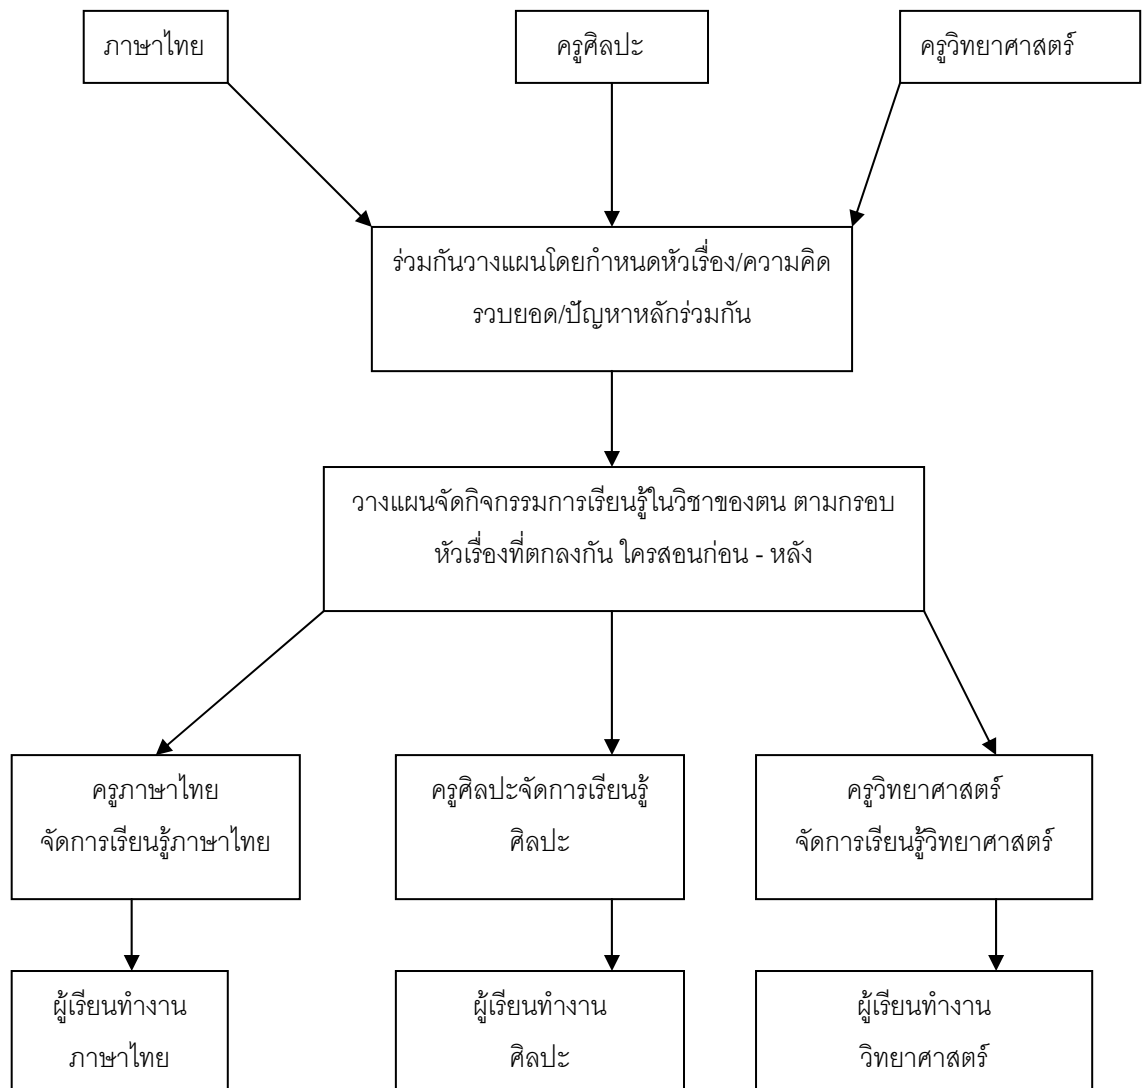 ภาษาไทย
ครูศิลปะ
ครูวิทยาศาสตร์
ร่วมกันวางแผนโดยกำหนดหัวเรื่อง/ความคิด
รวบยอด/ปัญหาหลักร่วมกัน
วางแผนจัดกิจกรรมการเรียนรู้ในวิชาของตน ตามกรอบ
หัวเรื่องที่ตกลงกัน ใครสอนก่อน - หลัง
ครูภาษาไทย
จัดการเรียนรู้ภาษาไทย
ครูศิลปะจัดการเรียนรู้
ศิลปะ
ครูวิทยาศาสตร์
จัดการเรียนรู้วิทยาศาสตร์
ผู้เรียนทำงาน
ภาษาไทย
ผู้เรียนทำงาน
ศิลปะ
ผู้เรียนทำงาน
วิทยาศาสตร์